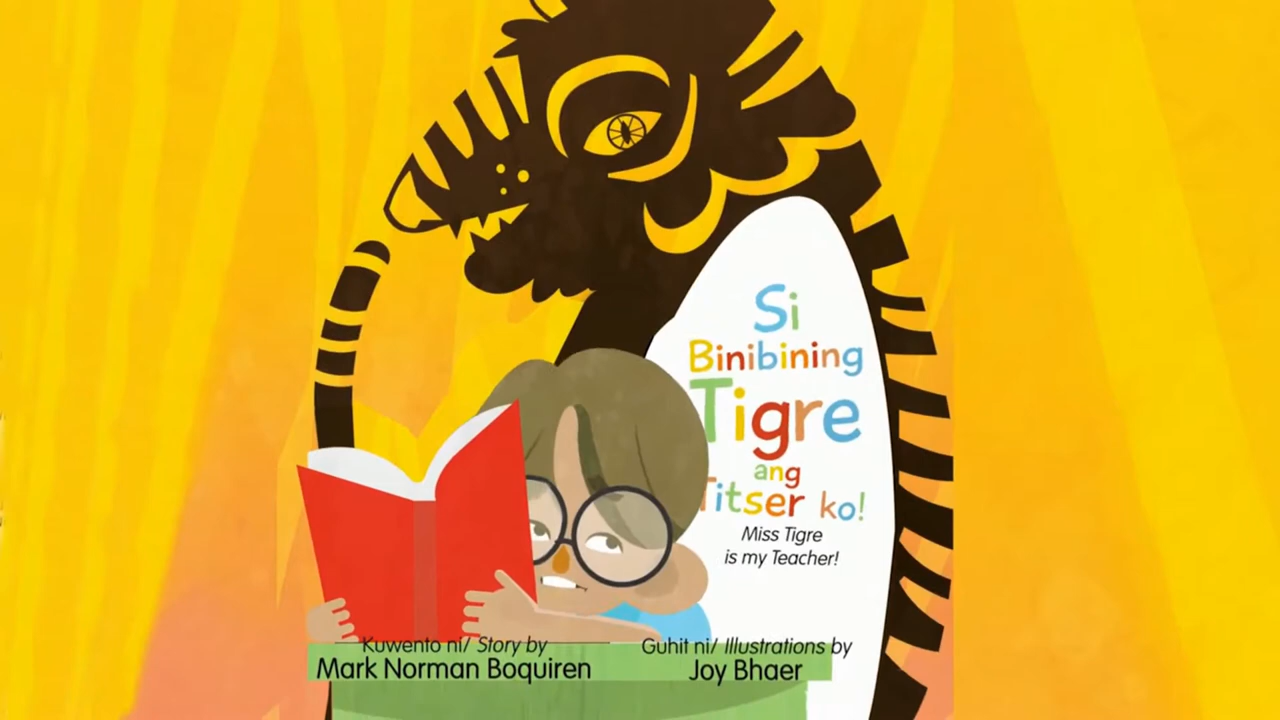 Si
Binibining
Tigre
ang
Titser ko!
Miss Tigre
is my Teacher!
Kuwento ni/ Story by
Mark Norman Boquiren
Guhit ni/ Illustrations by
Joy Bhaer